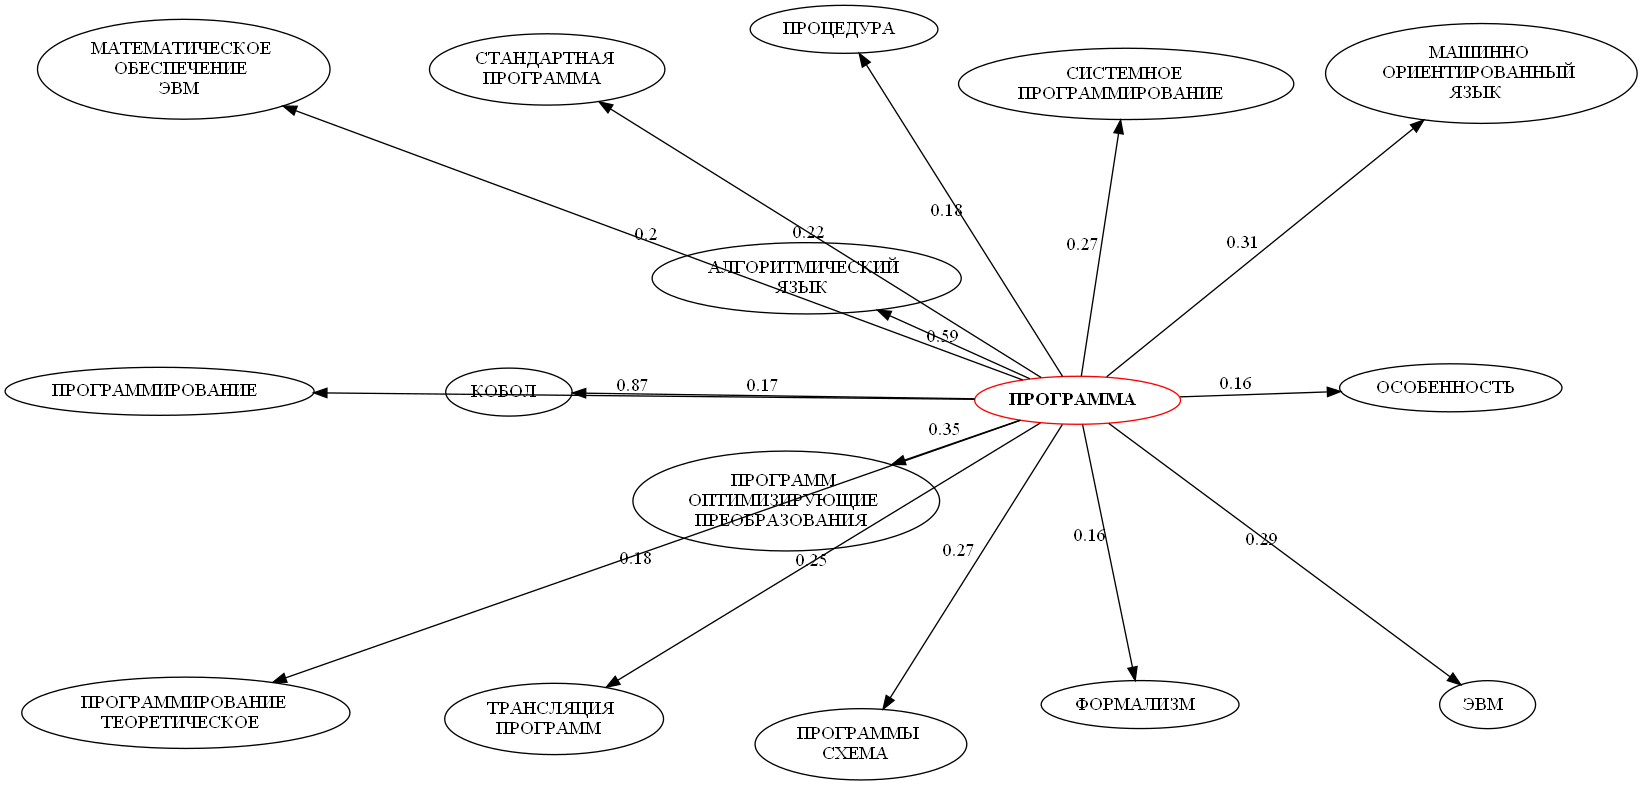 ПРОЦЕДУРА
МАТЕМАТИЧЕСКОЕ
ОБЕСПЕЧЕНИЕ
ЭВМ
СТАНДАРТНАЯ
ПРОГРАММА
СИСТЕМНОЕ
ПРОГРАММИРОВАНИЕ
МАШИННО
ОРИЕНТИРОВАННЫЙ
ЯЗЫК
0.18
0.2
0.22
0.27
0.31
АЛГОРИТМИЧЕСКИЙ
ЯЗЫК
0.59
ПРОГРАММИРОВАНИЕ
КОБОЛ
0.87
0.17
ПРОГРАММА
0.16
ОСОБЕННОСТЬ
0.35
ПРОГРАММ
ОПТИМИЗИРУЮЩИЕ
ПРЕОБРАЗОВАНИЯ
0.18
0.25
0.27
0.16
0.29
ПРОГРАММИРОВАНИЕ
ТЕОРЕТИЧЕСКОЕ
ТРАНСЛЯЦИЯ
ПРОГРАММ
ПРОГРАММЫ
СХЕМА
ФОРМАЛИЗМ
ЭВМ